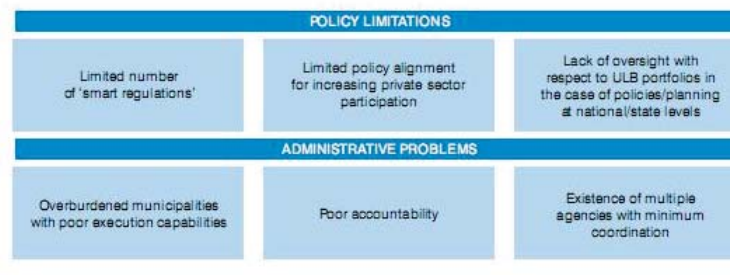 POLICY LIMITATIONS
Limited number
of 'smart regulations'
Limited policy alignment
for increasing private sector
participation
Lack of oversight with
respect to ULB portfolios in
the case of policies/planning
at national/state levels
ADMINISTRATIVE PROBLEMS
Overburdened municipalities
with poor execution capabilities
Poor accountability
Existence of multiple
agencies with minimum
coordination